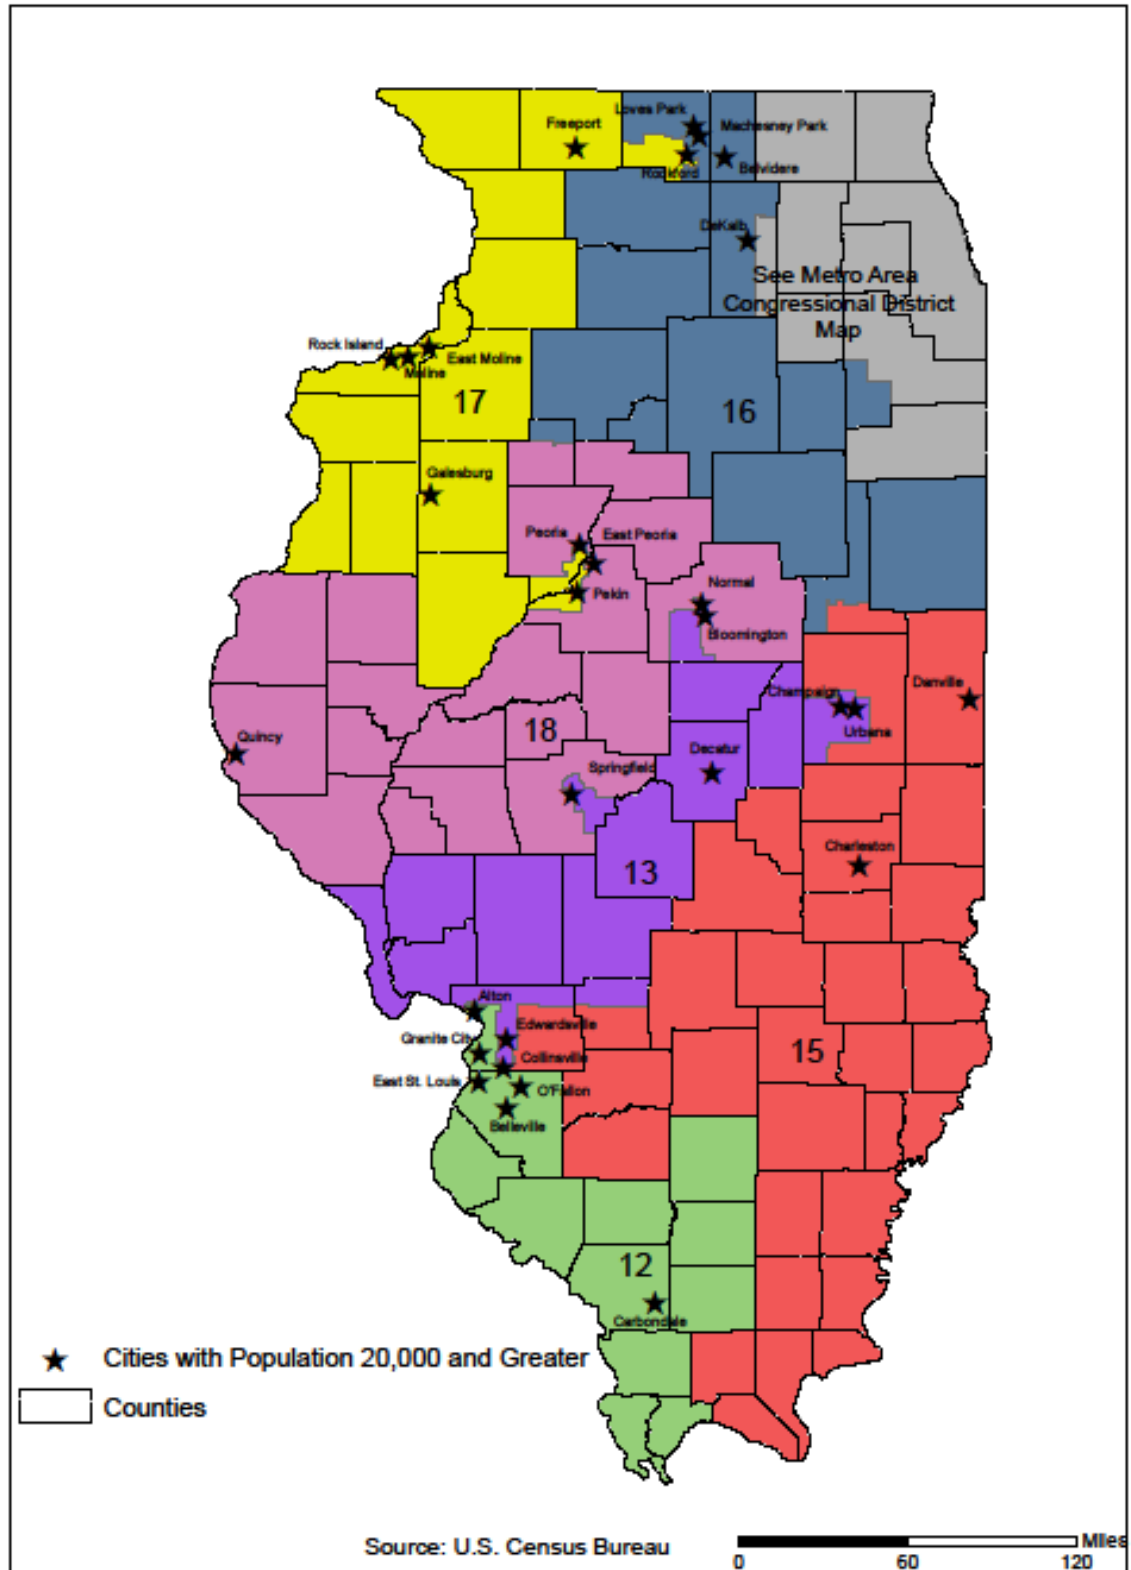 Loves Park
Freeport
Machesney Park
Rockford
Belvidere
DeKalb
See Metro Area
Congressional District
Map
Rock Island
East Moline
Moline
17
16
Galesburg
Peoria
East Peoria
Pekin
Normal
Bloomington
Danville
Champaign
Urbana
18
Quincy
Decatur
Springfield
Charleston
13
Alton
Edwardsville
Granite City
Collinsville
15
East St. Louis
O'Fallon
Belleville
12
Carbondale
Cities with Population 20,000 and Greater
Counties
Source: U.S. Census Bureau
Miles
0 60 120